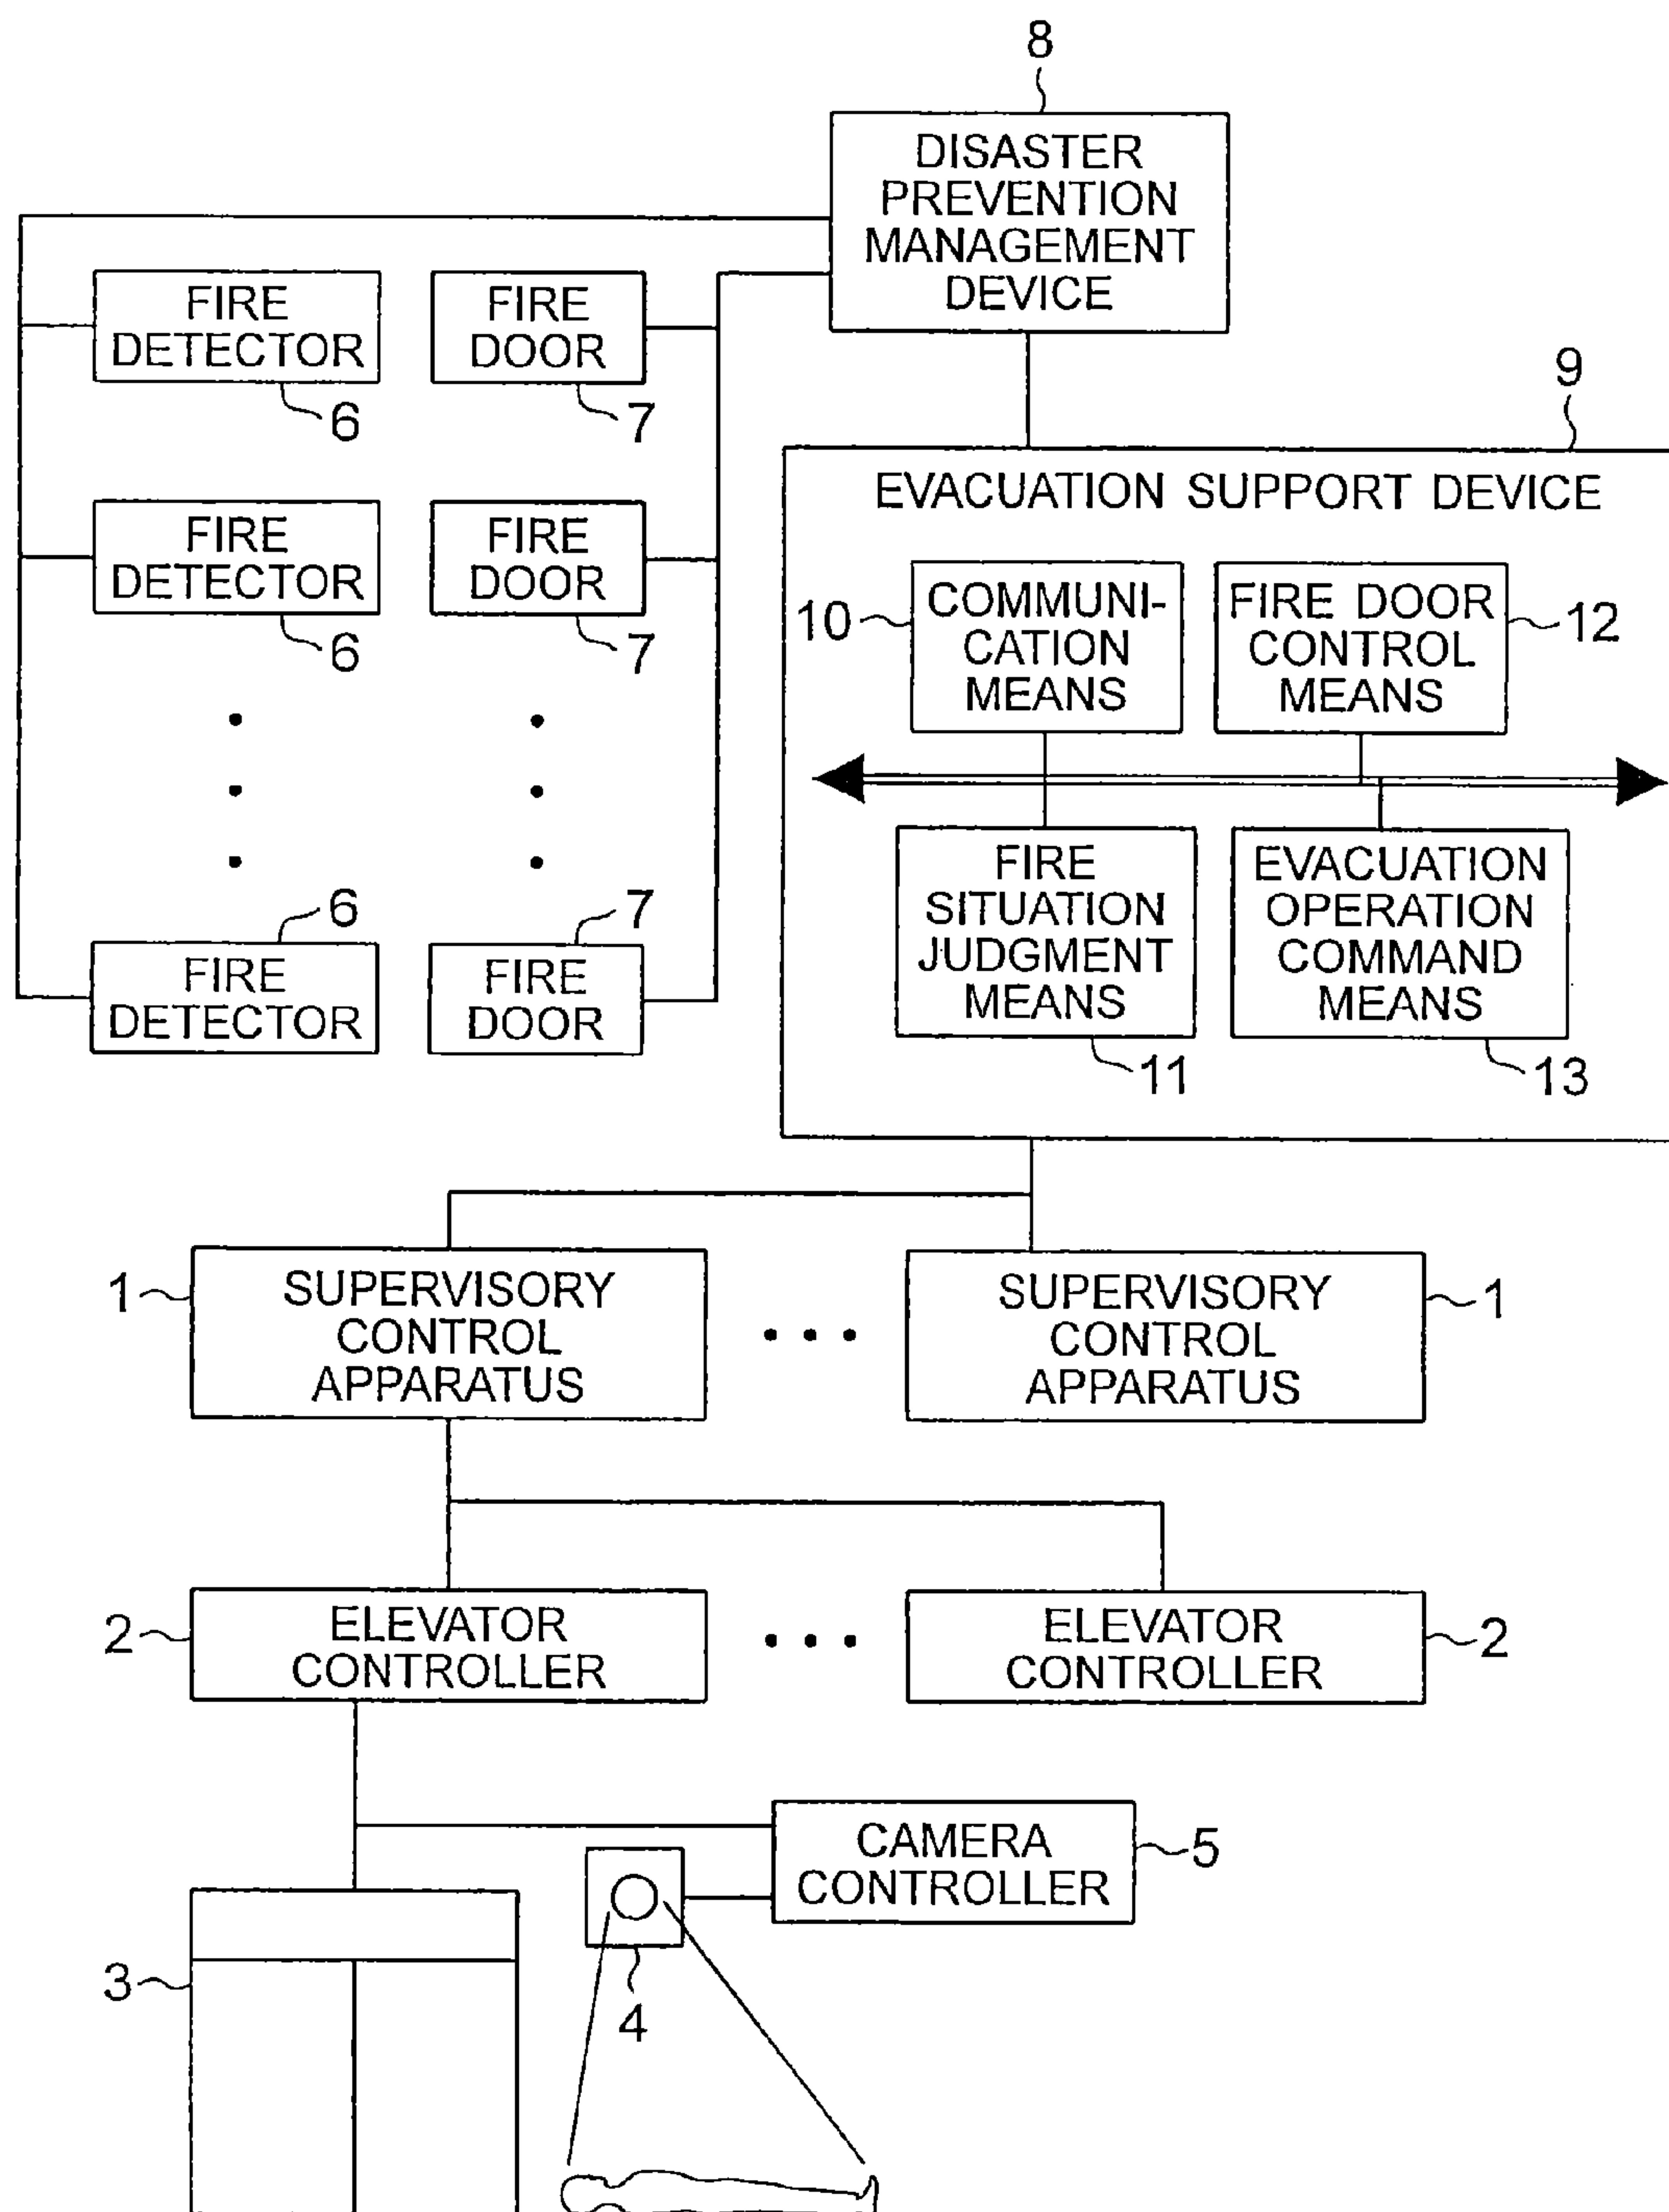 8
DISASTER
PREVENTION
MANAGEMENT
DEVICE
FIRE
DETECTOR
6
FIRE
DOOR
7
9
EVACUATION SUPPORT DEVICE
FIRE
DETECTOR
6
FIRE
DOOR
7
10
COMMUNI-
CATION
MEANS
FIRE DOOR
CONTROL
MEANS
12
6
FIRE
DETECTOR
7
FIRE
DOOR
FIRE
SITUATION
JUDGMENT
MEANS
11
EVACUATION
OPERATION
COMMAND
MEANS
13
1
SUPERVISORY
CONTROL
APPARATUS
SUPERVISORY
CONTROL
APPARATUS
1
2
ELEVATOR
CONTROLLER
ELEVATOR
CONTROLLER
2
CAMERA
CONTROLLER
5
3
4